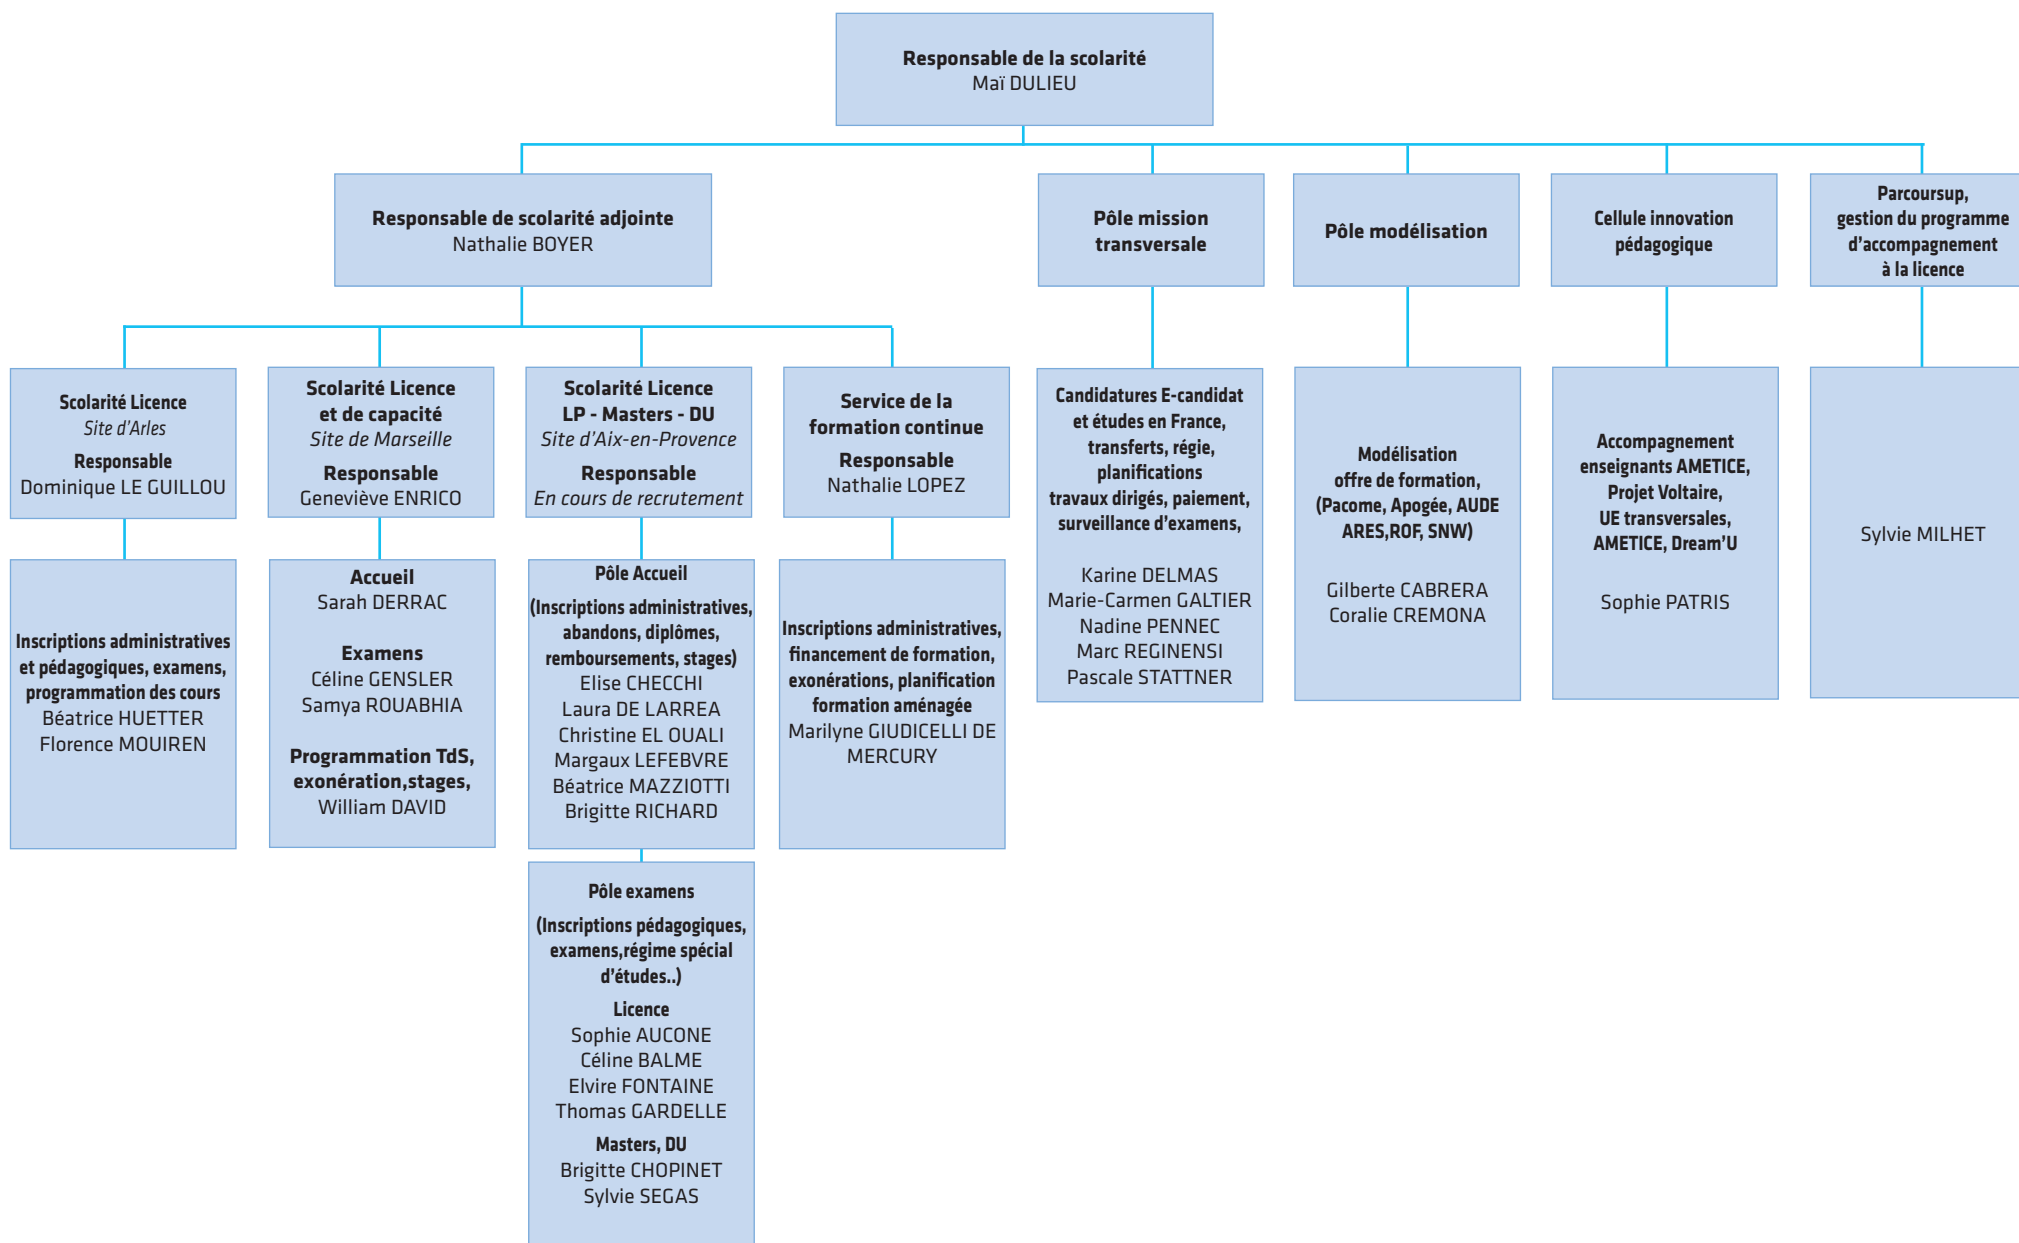 Responsable de la scolarité
Maï DULIEU
Responsable de scolarité adjointe
Nathalie BOYER
Pôle mission
transversale
Pôle modélisation
Cellule innovation
pédagogique
Parcoursup,
gestion du programme
d’accompagnement
à la licence
Scolarité Licence
Site d’Arles
Responsable
Dominique LE GUILLOU
Scolarité Licence
et de capacité
Site de Marseille
Responsable
Geneviève ENRICO
Scolarité Licence
LP - Masters - DU
Site d’Aix-en-Provence
Responsable
En cours de recrutement
Service de la
formation continue
Responsable
Nathalie LOPEZ
Candidatures E-candidat
et études en France,
transferts, régie,
planifications
travaux dirigés, paiement,
surveillance d’examens,
Karine DELMAS
Marie-Carmen GALTIER
Nadine PENNEC
Marc REGINENSI
Pascale STATTNER
Modélisation
offre de formation,
(Pacome, Apogée, AUDE
ARES,ROF, SNW)
Gilberte CABRERA
Coralie CREMONA
Accompagnement
enseignants AMETICE,
Projet Voltaire,
UE transversales,
AMETICE, Dream’U
Sophie PATRIS
Sylvie MILHET
Inscriptions administratives
et pédagogiques, examens,
programmation des cours
Béatrice HUETTER
Florence MOUIREN
Accueil
Sarah DERRAC
Examens
Céline GENSLER
Samya ROUABHIA
Programmation TdS,
exonération,stages,
William DAVID
Pôle Accueil
(Inscriptions administratives,
abandons, diplômes,
remboursements, stages)
Elise CHECCHI
Laura DE LARREA
Christine EL OUALI
Margaux LEFEBVRE
Béatrice MAZZIOTTI
Brigitte RICHARD
Inscriptions administratives,
financement de formation,
exonérations, planification
formation aménagée
Marilyne GIUDICELLI DE
MERCURY
Pôle examens
(Inscriptions pédagogiques,
examens,régime spécial
d’études..)
Licence
Sophie AUCONE
Céline BALME
Elvire FONTAINE
Thomas GARDELLE
Masters, DU
Brigitte CHOPINET
Sylvie SEGAS